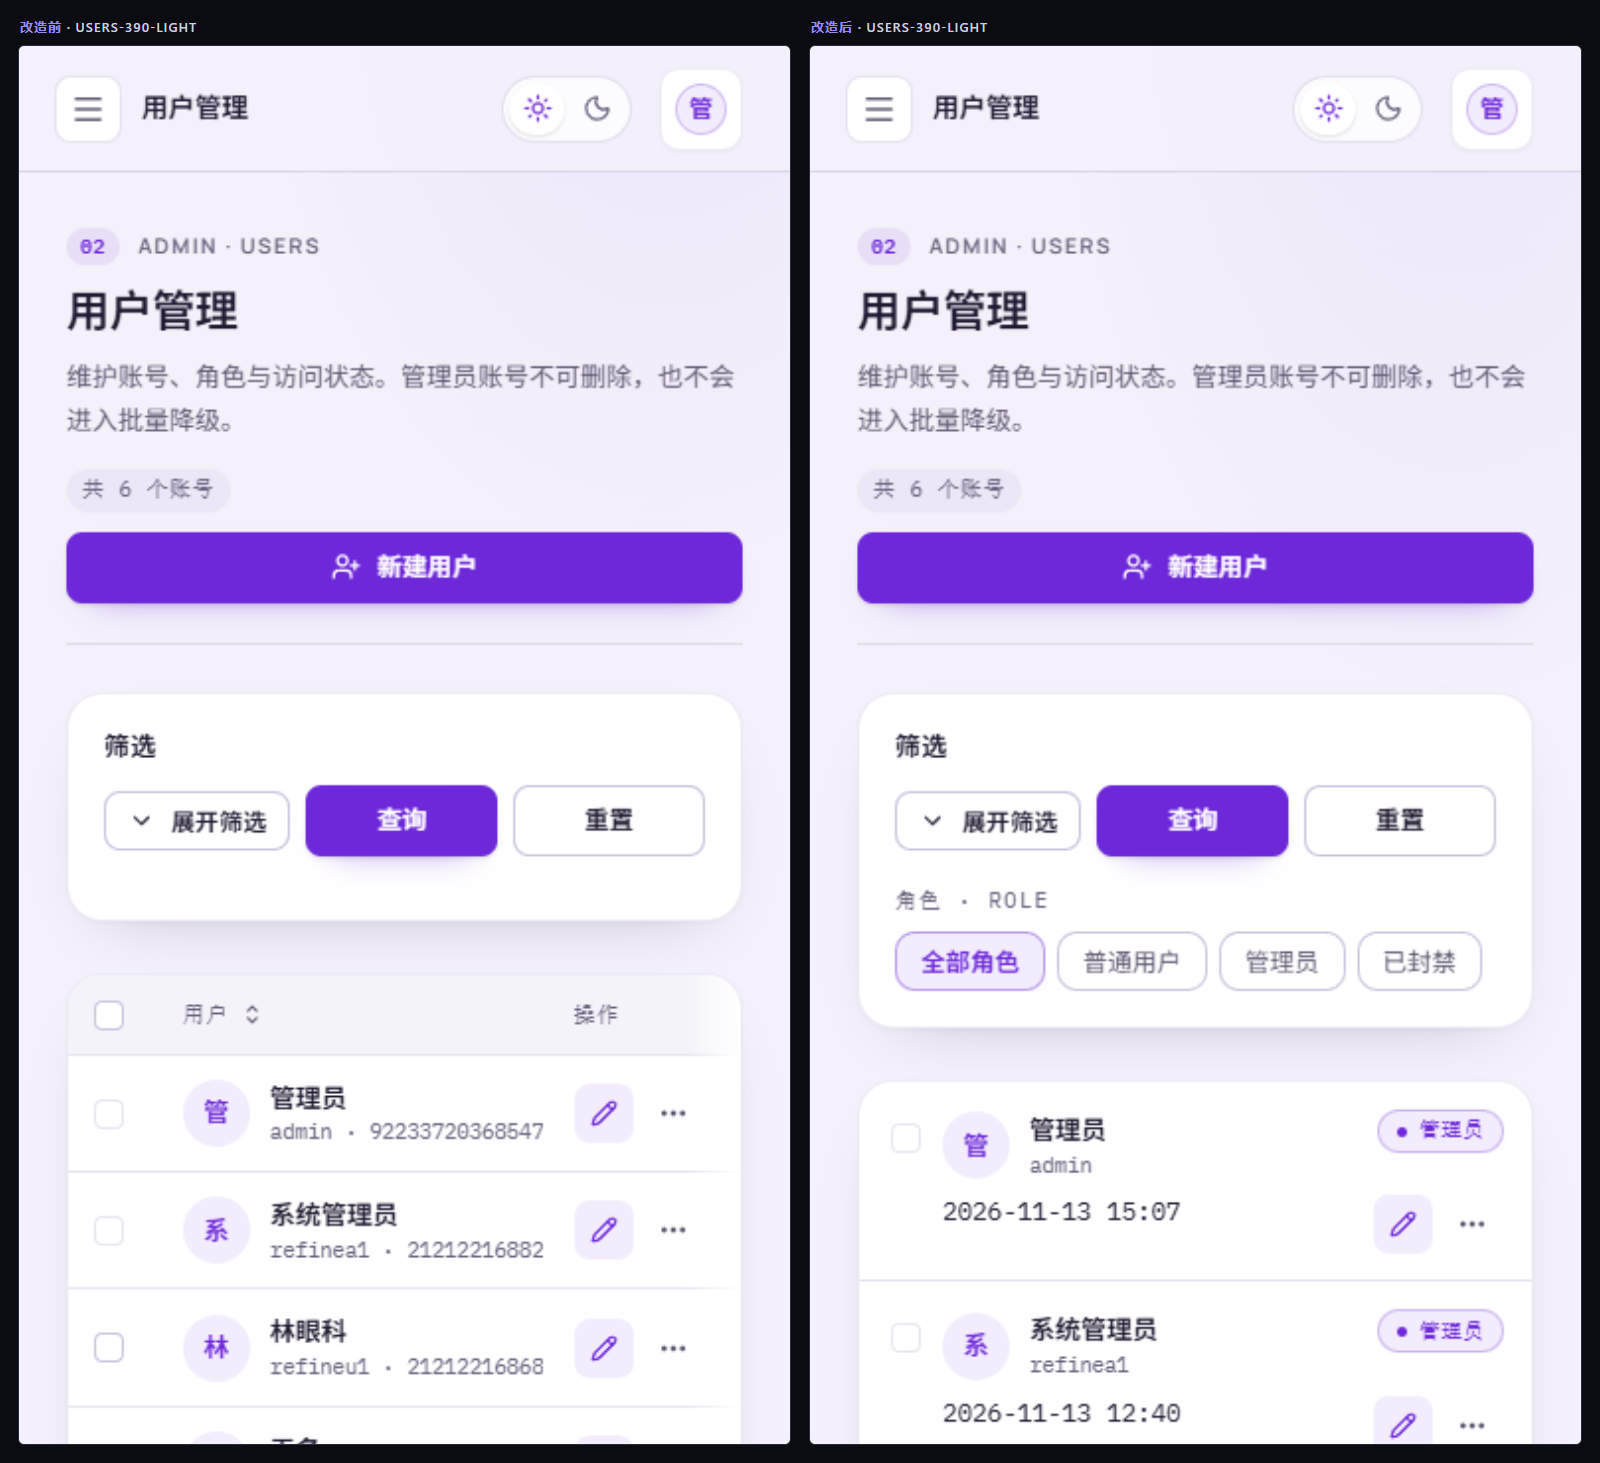 改造前 · USERS-390-LIGHT
用户管理
管
02 ADMIN · USERS
用户管理
维护账号、角色与访问状态。管理员账号不可删除，也不会
进入批量降级。
共 6 个账号
新建用户
筛选
展开筛选 查询 重置
用户 操作
管 管理员
admin · 92233720368547
系 系统管理员
refinea1 · 21212216882
林 林眼科
refineu1 · 21212216868
改造后 · USERS-390-LIGHT
用户管理
管
02 ADMIN · USERS
用户管理
维护账号、角色与访问状态。管理员账号不可删除，也不会
进入批量降级。
共 6 个账号
新建用户
筛选
展开筛选 查询 重置
角色 · ROLE
全部角色 普通用户 管理员 已封禁
管 管理员 管理员
admin
2026-11-13 15:07
系 系统管理员 管理员
refinea1
2026-11-13 12:40